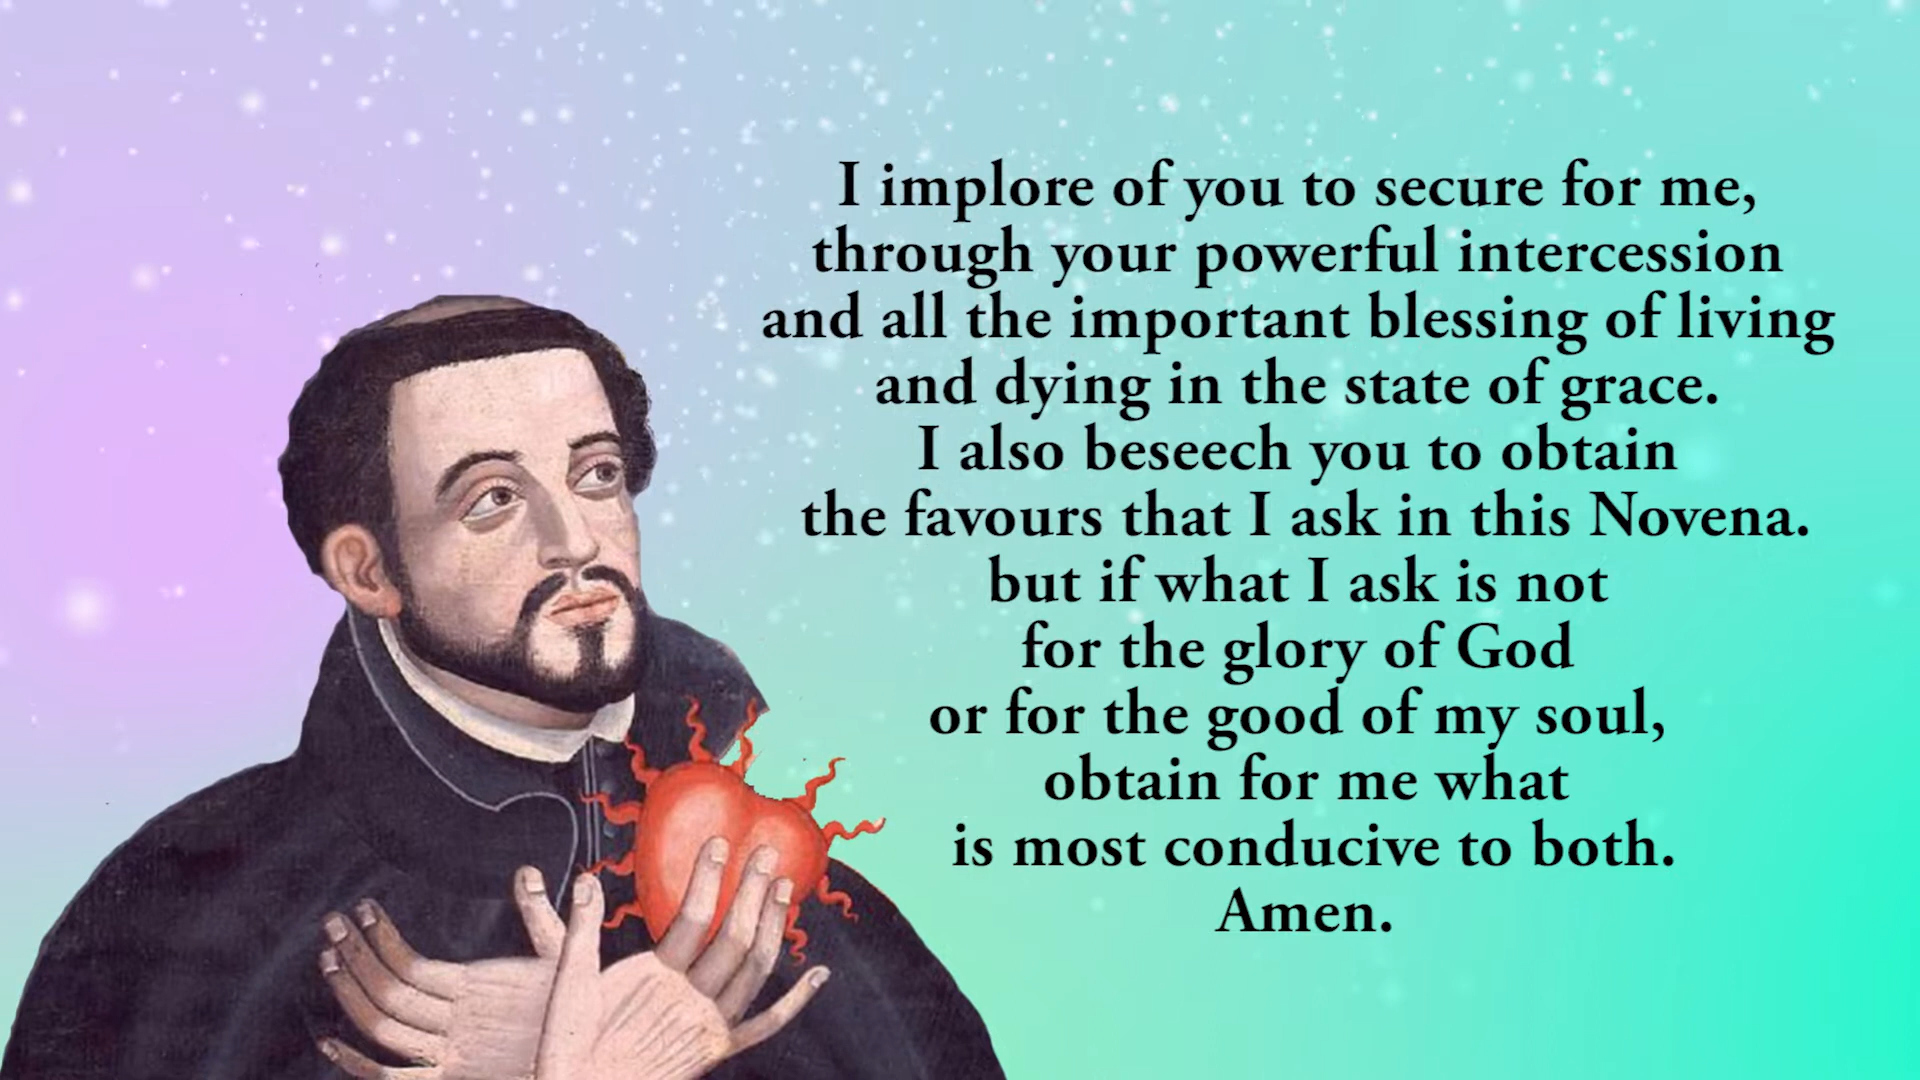 I implore of you to secure for me,
through your powerful intercession
and all the important blessing of living
and dying in the state of grace.
I also beseech you to obtain
the favours that I ask in this Novena.
but if what I ask is not
for the glory of God
or for the good of my soul,
obtain for me what
is most conducive to both.
Amen.